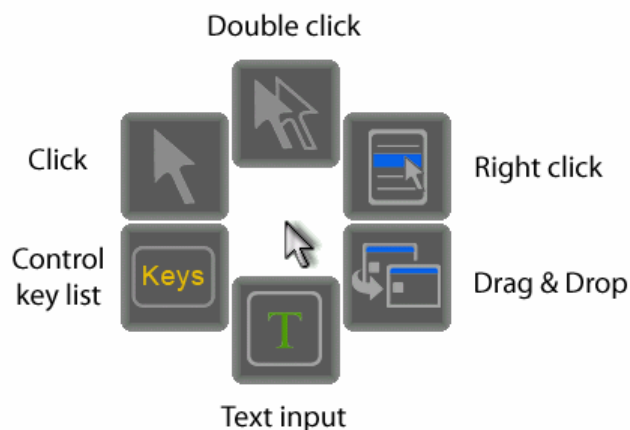 Double click
Click
Right click
Control
key list
Keys
Drag & Drop
T
Text input